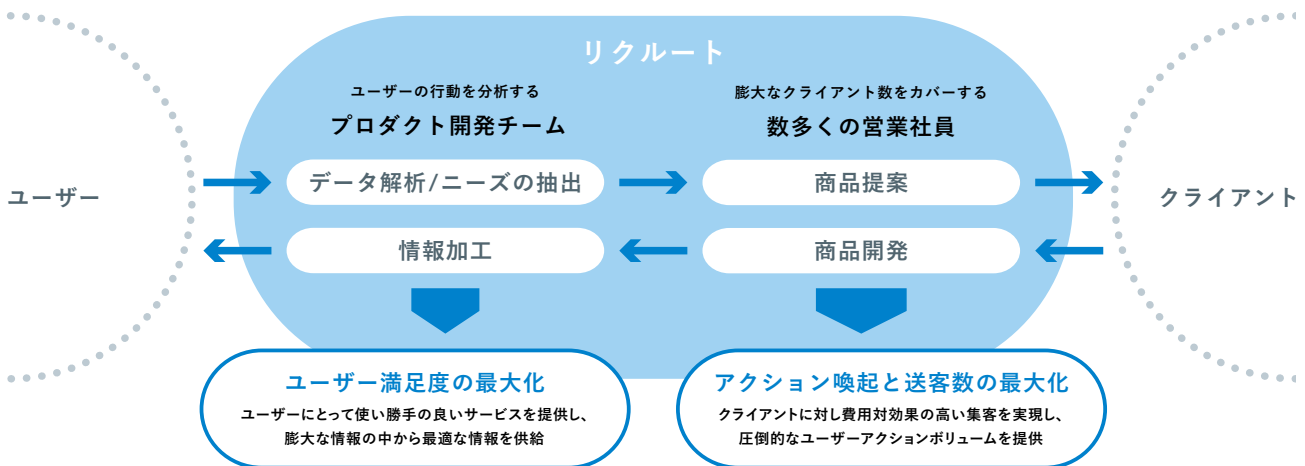 リクルート
ユーザーの行動を分析する
プロダクト開発チーム
膨大なクライアント数をカバーする
数多くの営業社員
ユーザー
データ解析/ニーズの抽出
商品提案
クライアント
情報加工
商品開発
ユーザー満足度の最大化
ユーザーにとって使い勝手の良いサービスを提供し、
膨大な情報の中から最適な情報を供給
アクション喚起と送客数の最大化
クライアントに対し費用対効果の高い集客を実現し、
圧倒的なユーザーアクションボリュームを提供